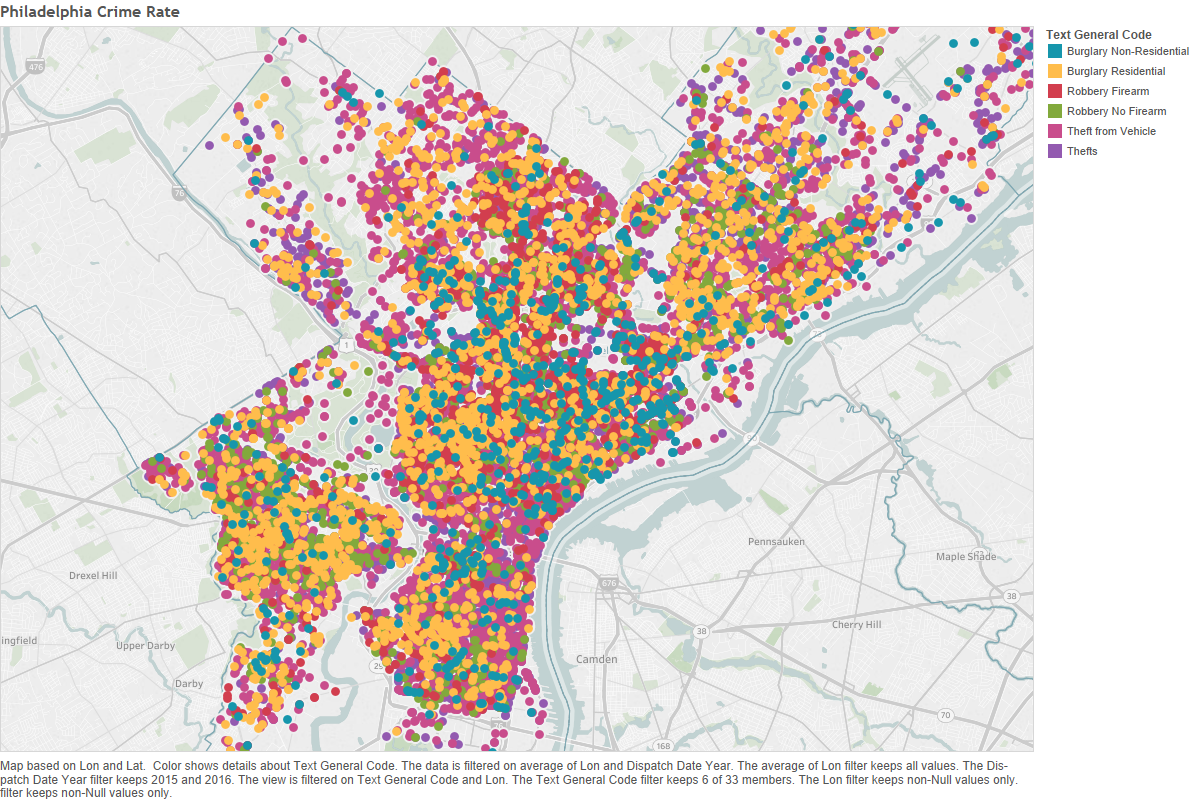 Philadelphia Crime Rate
Text General Code
Burglary Non-Residential
Burglary Residential
Robbery Firearm
Robbery No Firearm
Theft from Vehicle
Thefts
476
76
1
30
90
Pennsauken
Maple Shade
Drexel Hill
676
38
38
Cherry Hill
ingfield
Upper Darby
Camden
Darby
70
76
168
Map based on Lon and Lat.  Color shows details about Text General Code. The data is filtered on average of Lon and Dispatch Date Year. The average of Lon filter keeps all values. The Dis-
patch Date Year filter keeps 2015 and 2016. The view is filtered on Text General Code and Lon. The Text General Code filter keeps 6 of 33 members. The Lon filter keeps non-Null values only.
filter keeps non-Null values only.